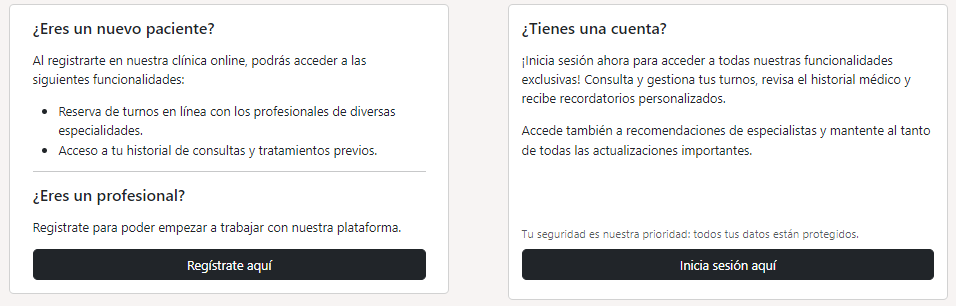 ¿Eres un nuevo paciente?
Al registrarte en nuestra clínica online, podrás acceder a las
siguientes funcionalidades:
• Reserva de turnos en línea con los profesionales de diversas
especialidades.
• Acceso a tu historial de consultas y tratamientos previos.
¿Eres un profesional?
Registrate para poder empezar a trabajar con nuestra plataforma.
Regístrate aquí
¿Tienes una cuenta?
¡Inicia sesión ahora para acceder a todas nuestras funcionalidades
exclusivas! Consulta y gestiona tus turnos, revisa el historial médico y
recibe recordatorios personalizados.
Accede también a recomendaciones de especialistas y mantente al tanto
de todas las actualizaciones importantes.
Tu seguridad es nuestra prioridad: todos tus datos están protegidos.
Inicia sesión aquí